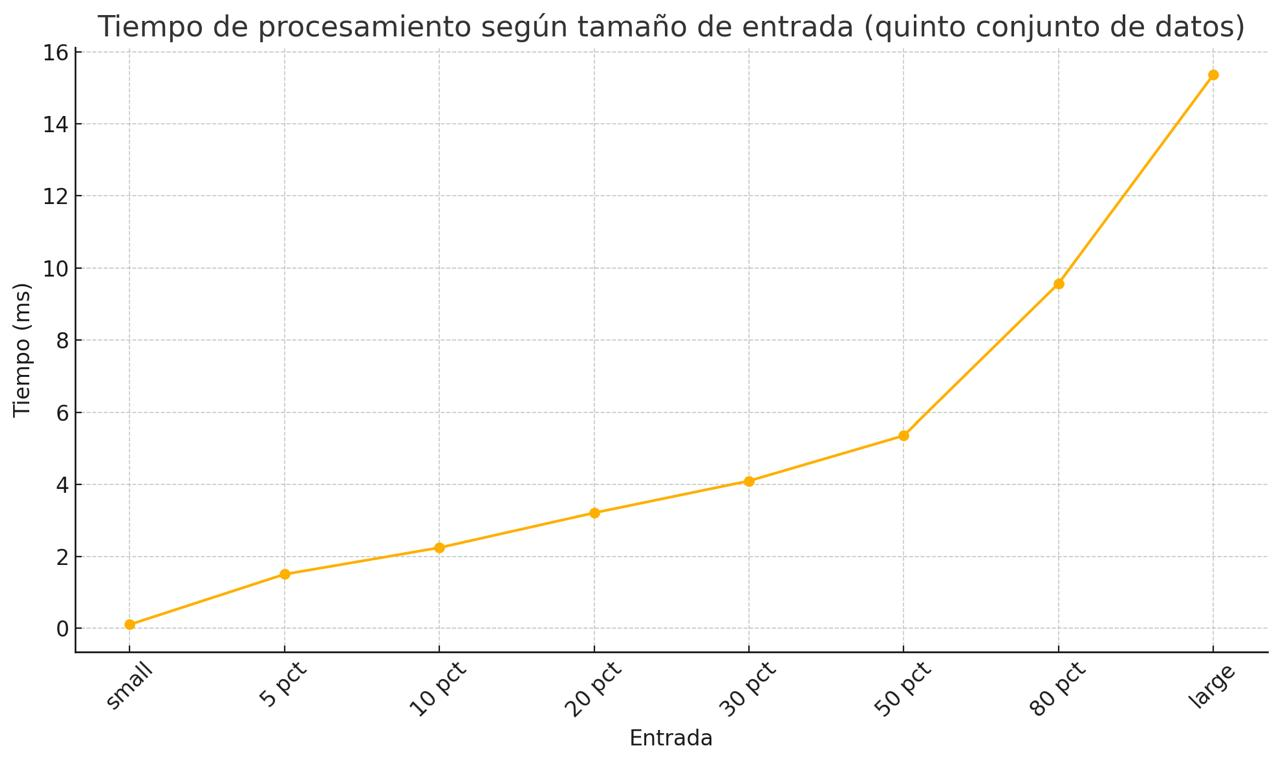 Tiempo de procesamiento según tamaño de entrada (quinto conjunto de datos)
16
14
12
10
8
6
4
2
0
Tiempo (ms)
small
5 pct
10 pct
20 pct
30 pct
50 pct
80 pct
large
Entrada